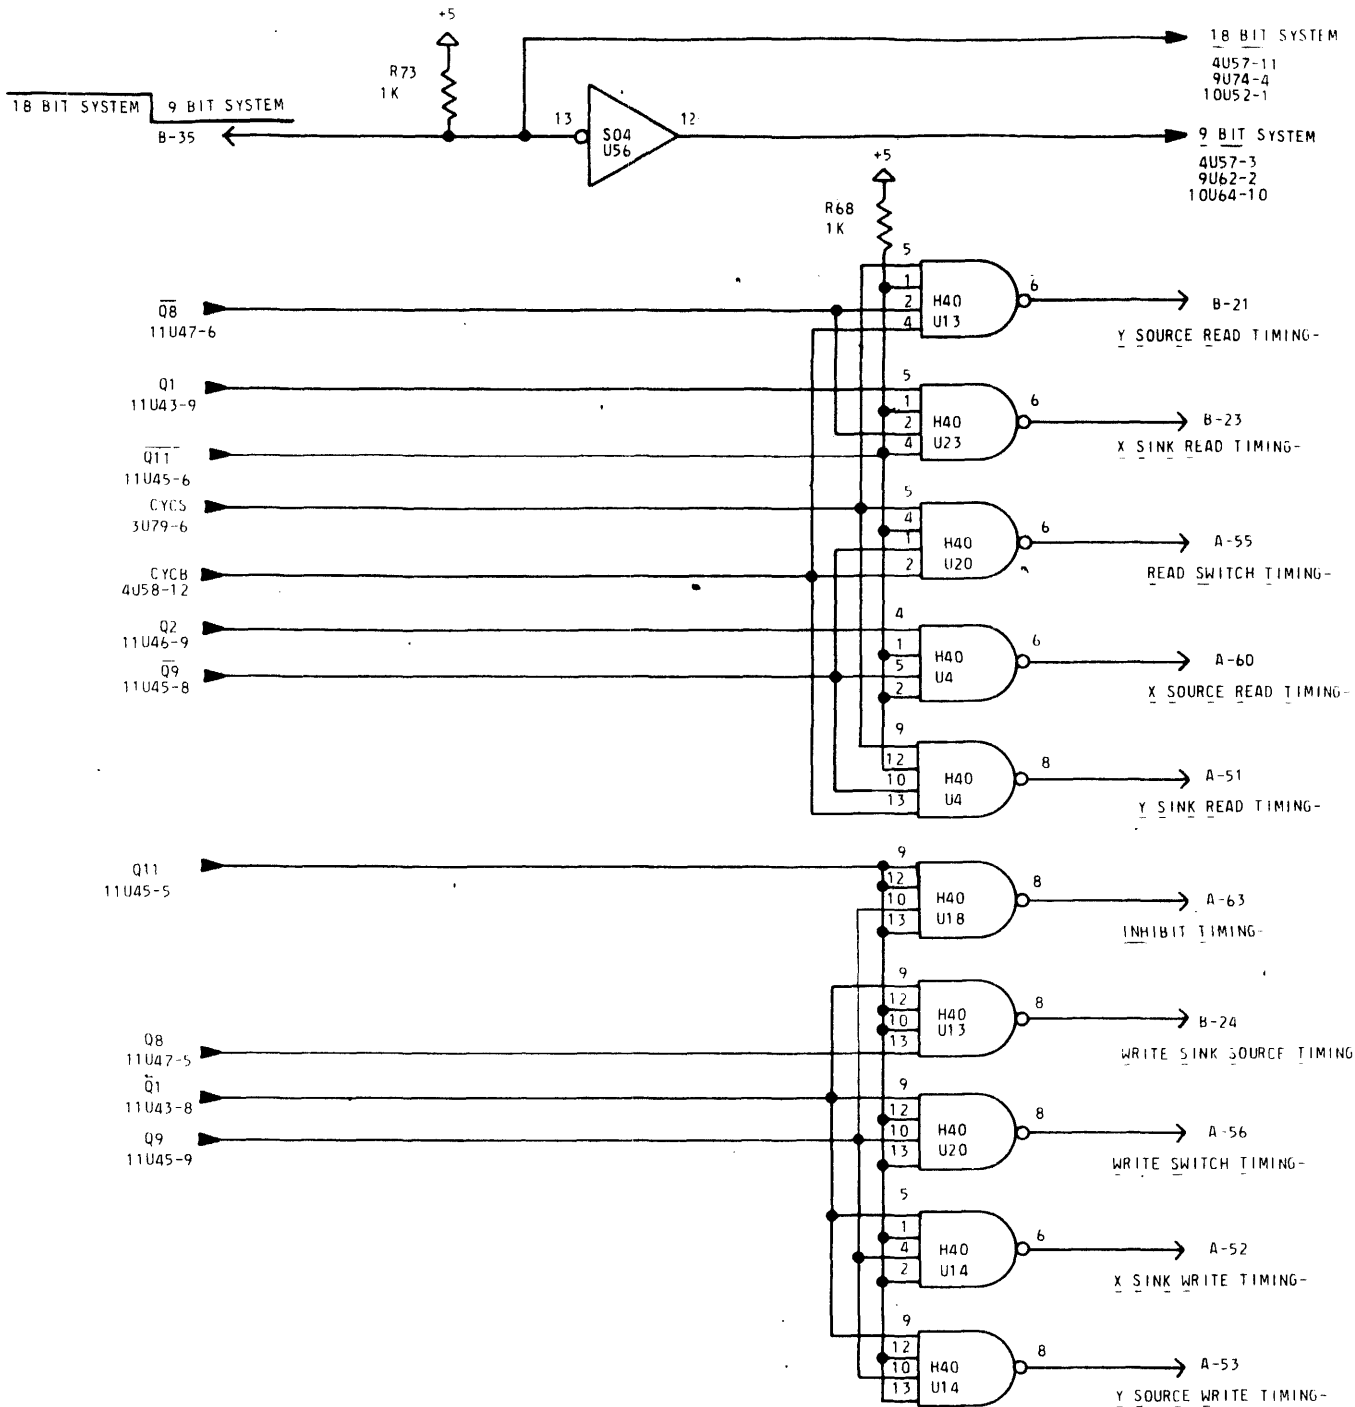 +5
R73
1K
18 BIT SYSTEM
9 BIT SYSTEM
B-35
13
S04
U56
12
18 BIT SYSTEM
4U57-11
9U74-4
10U52-1
9 BIT SYSTEM
4U57-3
9U62-2
10U64-10
+5
R68
1K
Q8
11U47-6
5
1
2
4
H40
U13
6
B-21
Y SOURCE READ TIMING-
Q1
11U43-9
5
1
2
4
H40
U23
6
B-23
X SINK READ TIMING-
Q11
11U45-6
CYCS
3U79-6
5
4
1
2
H40
U20
6
A-55
READ SWITCH TIMING-
CYCB
4U58-12
Q2
11U46-9
4
1
5
2
H40
U4
6
A-60
X SOURCE READ TIMING-
Q9
11U45-8
9
12
10
13
H40
U4
8
A-51
Y SINK READ TIMING-
Q11
11U45-5
9
12
10
13
H40
U18
8
A-63
INHIBIT TIMING-
9
12
10
13
H40
U13
8
B-24
WRITE SINK SOURCE TIMING
Q8
11U47-5
Q1
11U43-8
9
12
10
13
H40
U20
8
A-56
WRITE SWITCH TIMING-
Q9
11U45-9
5
1
4
2
H40
U14
6
A-52
X SINK WRITE TIMING-
9
12
10
13
H40
U14
8
A-53
Y SOURCE WRITE TIMING-